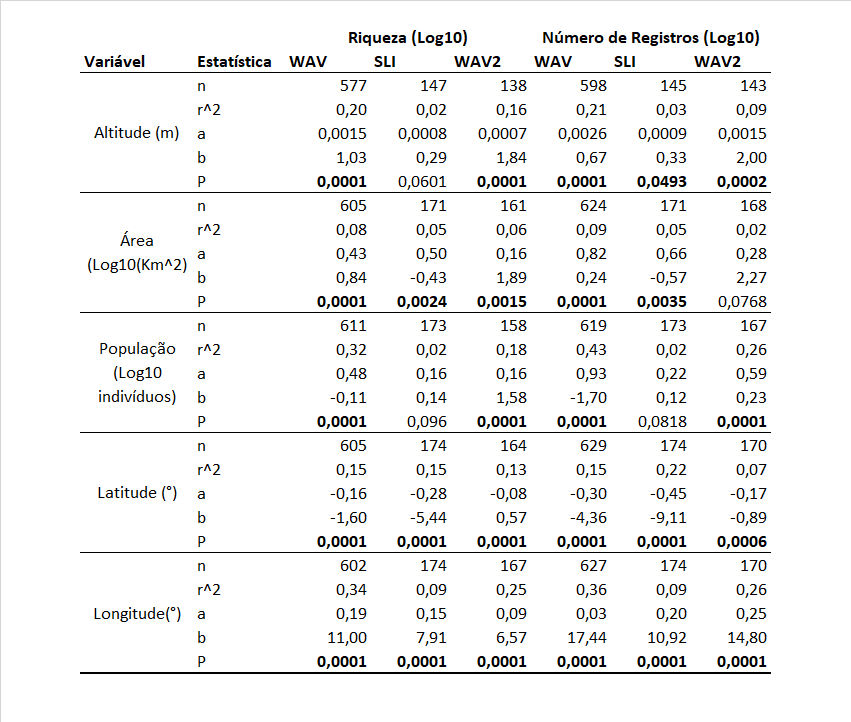 Riqueza (Log10) Número de Registros (Log10)
Variável Estatística WAV SLI WAV2 WAV SLI WAV2
n 577 147 138 598 145 143
r^2 0,20 0,02 0,16 0,21 0,03 0,09
Altitude (m) a 0,0015 0,0008 0,0007 0,0026 0,0009 0,0015
b 1,03 0,29 1,84 0,67 0,33 2,00
P 0,0001 0,0601 0,0001 0,0001 0,0493 0,0002
n 605 171 161 624 171 168
r^2 0,08 0,05 0,06 0,09 0,05 0,02
Área
(Log10(Km^2) a 0,43 0,50 0,16 0,82 0,66 0,28
b 0,84 -0,43 1,89 0,24 -0,57 2,27
P 0,0001 0,0024 0,0015 0,0001 0,0035 0,0768
n 611 173 158 619 173 167
População r^2 0,32 0,02 0,18 0,43 0,02 0,26
(Log10 a 0,48 0,16 0,16 0,93 0,22 0,59
indivíduos) b -0,11 0,14 1,58 -1,70 0,12 0,23
P 0,0001 0,096 0,0001 0,0001 0,0818 0,0001
n 605 174 164 629 174 170
r^2 0,15 0,15 0,13 0,15 0,22 0,07
Latitude (°) a -0,16 -0,28 -0,08 -0,30 -0,45 -0,17
b -1,60 -5,44 0,57 -4,36 -9,11 -0,89
P 0,0001 0,0001 0,0001 0,0001 0,0001 0,0006
n 602 174 167 627 174 170
r^2 0,34 0,09 0,25 0,36 0,09 0,26
Longitude(°) a 0,19 0,15 0,09 0,03 0,20 0,25
b 11,00 7,91 6,57 17,44 10,92 14,80
P 0,0001 0,0001 0,0001 0,0001 0,0001 0,0001